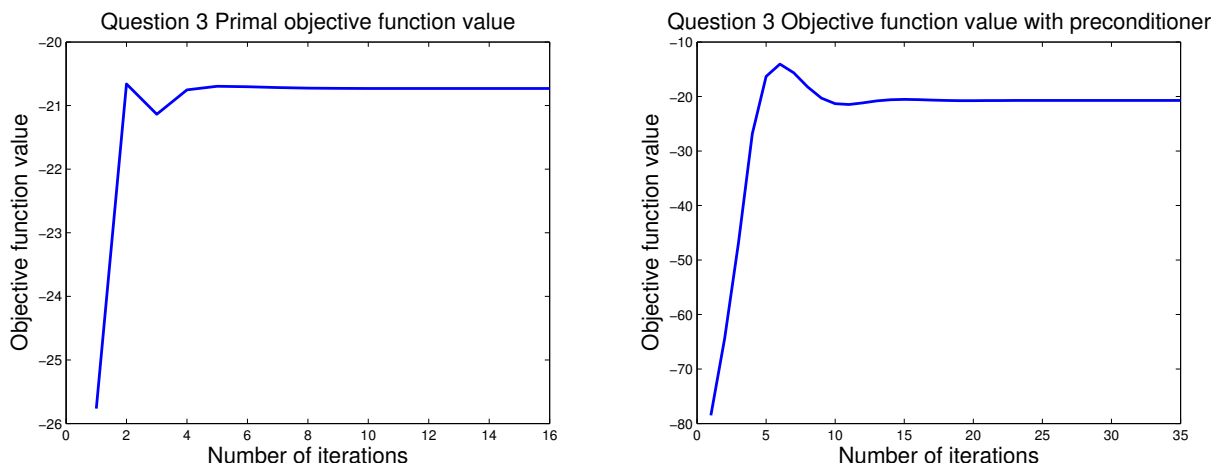 Question 3 Primal objective function value
−20
−21
−22
−23
−24
−25
−26
Objective function value
0 2 4 6 8 10 12 14 16
Number of iterations
Question 3 Objective function value with preconditioner
−10
−20
−30
−40
−50
−60
−70
−80
Objective function value
0 5 10 15 20 25 30 35
Number of iterations